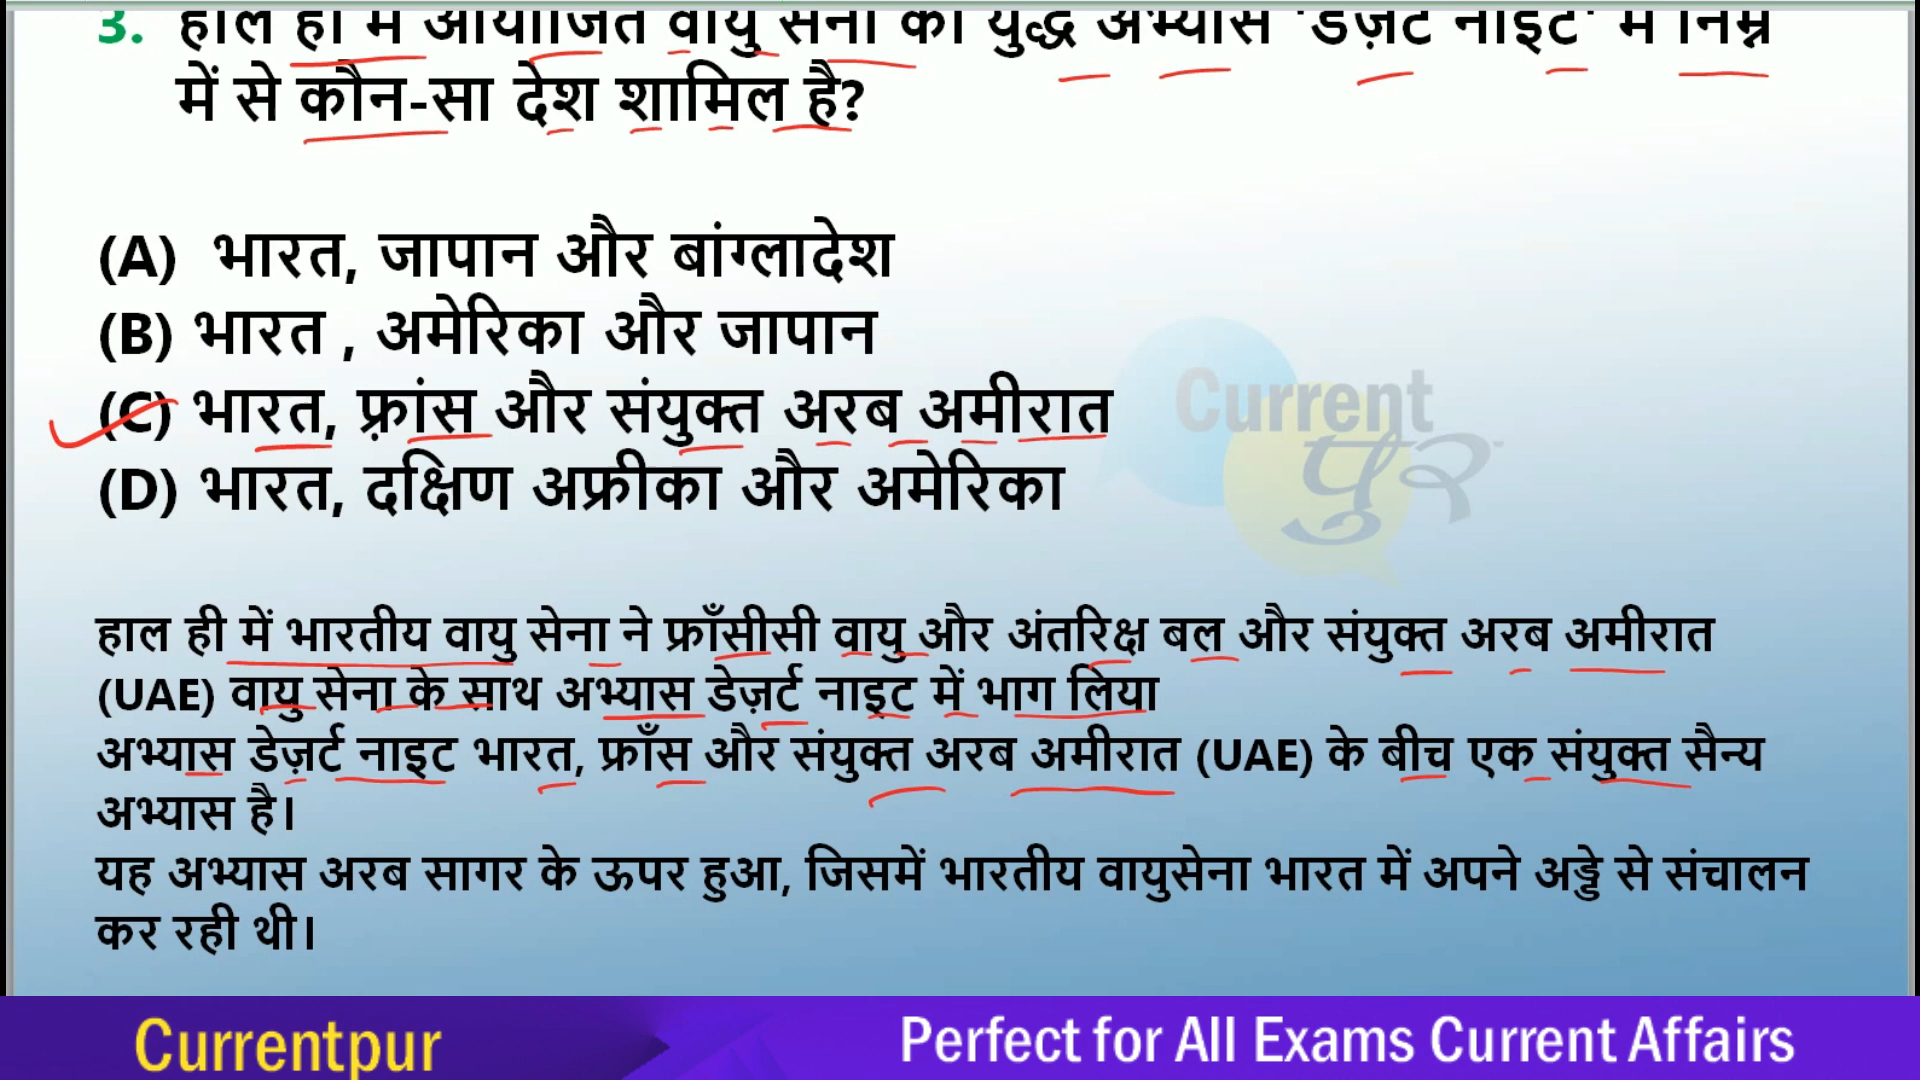 3. हाल ही में आयोजित वायु सेना की युद्ध अभ्यास 'डेज़र्ट नाइट' में निम्न
में से कौन-सा देश शामिल है?
(A) भारत, जापान और बांग्लादेश
(B) भारत , अमेरिका और जापान
(C) भारत, फ़्रांस और संयुक्त अरब अमीरात
(D) भारत, दक्षिण अफ्रीका और अमेरिका
Current
पुर
हाल ही में भारतीय वायु सेना ने फ्राँसीसी वायु और अंतरिक्ष बल और संयुक्त अरब अमीरात
(UAE) वायु सेना के साथ अभ्यास डेज़र्ट नाइट में भाग लिया
अभ्यास डेज़र्ट नाइट भारत, फ्राँस और संयुक्त अरब अमीरात (UAE) के बीच एक संयुक्त सैन्य
अभ्यास है।
यह अभ्यास अरब सागर के ऊपर हुआ, जिसमें भारतीय वायुसेना भारत में अपने अड्डे से संचालन
कर रही थी।
Currentpur
Perfect for All Exams Current Affairs